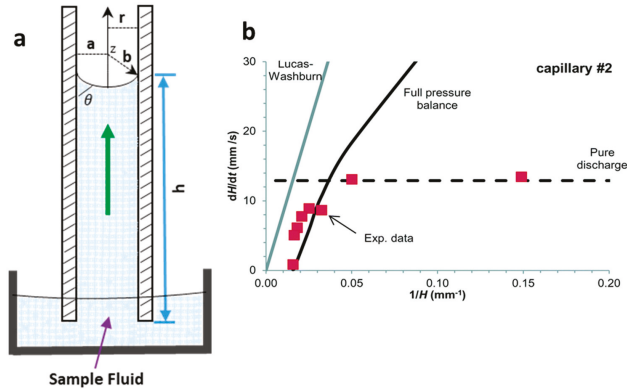 a
r
a
z
b
θ
h
Sample Fluid
b
Lucas-
Washburn
capillary #2
Full pressure
balance
Pure
discharge
Exp. data
dH/dt (mm /s)
30
20
10
0
0.00
0.05
0.10
0.15
0.20
1/H (mm⁻¹)